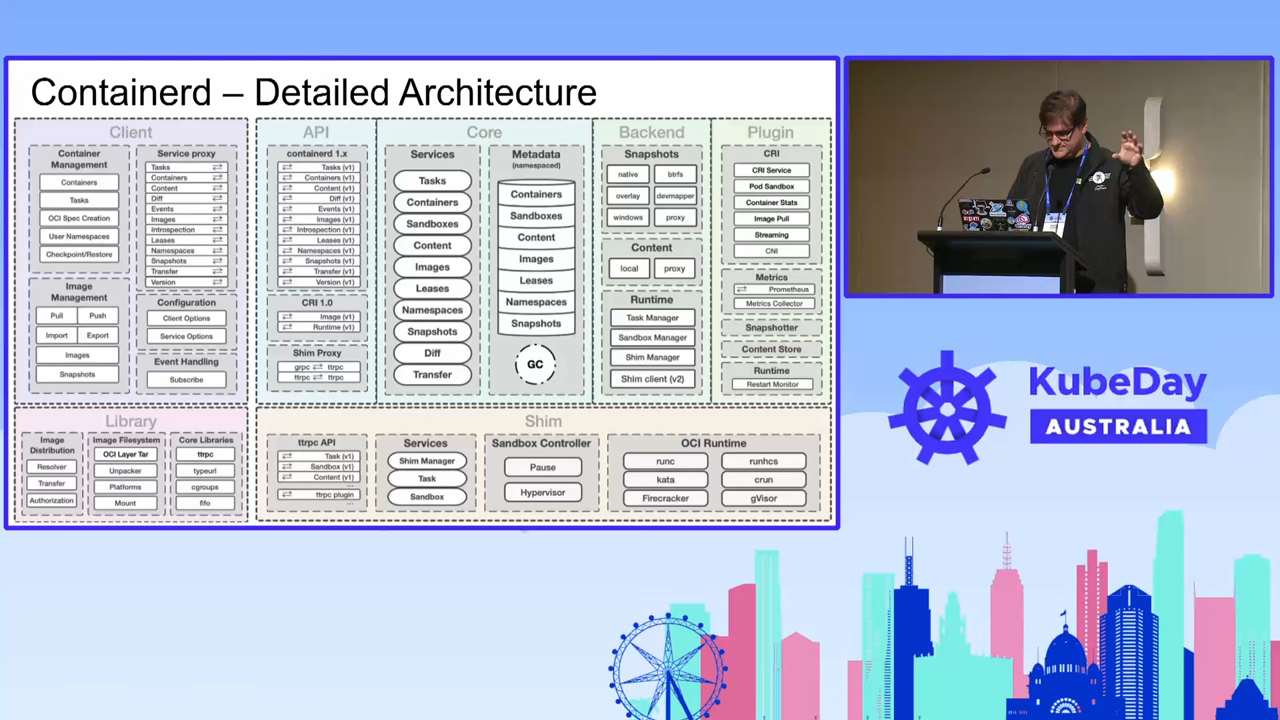 Containerd – Detailed Architecture
Client
Container
Management
Containers
Tasks
OCI Spec Creation
User Namespaces
Checkpoint/Restore
Image
Management
Pull Push
Import Export
Images
Snapshots
Service proxy
Tasks
Containers
Content
Diff
Events
Images
Introspection
Leases
Namespaces
Snapshots
Transfer
Version
Configuration
Client Options
Service Options
Event Handling
Subscribe
API
containerd 1.x
Tasks (v1)
Containers (v1)
Content (v1)
Diff (v1)
Events (v1)
Images (v1)
Introspection (v1)
Leases (v1)
Namespaces (v1)
Snapshots (v1)
Transfer (v1)
Version (v1)
CRI 1.0
Image (v1)
Runtime (v1)
Shim Proxy
grpc ⇄ ttrpc
ttrpc ⇄ ttrpc
Core
Services
Tasks
Containers
Sandboxes
Content
Images
Leases
Namespaces
Snapshots
Diff
Transfer
Metadata
(namespaced)
Containers
Sandboxes
Content
Images
Leases
Namespaces
Snapshots
GC
Backend
Snapshots
native btrfs
overlay devmapper
windows proxy
Content
local proxy
Runtime
Task Manager
Sandbox Manager
Shim Manager
Shim client (v2)
Plugin
CRI
CRI Service
Pod Sandbox
Container Stats
Image Pull
Streaming
CNI
Metrics
Prometheus
Metrics Collector
Snapshotter
Content Store
Runtime
Restart Monitor
Library
Image
Distribution
Resolver
Transfer
Authorization
Image Filesystem
OCI Layer Tar
Unpacker
Platforms
Mount
Core Libraries
ttrpc
typeurl
cgroups
fifo
Shim
ttrpc API
Task (v1)
Sandbox (v1)
Content (v1)
...
ttrpc plugin
...
Services
Shim Manager
Task
Sandbox
Sandbox Controller
Pause
Hypervisor
OCI Runtime
runc runhcs
kata crun
Firecracker gVisor
KubeDay
AUSTRALIA